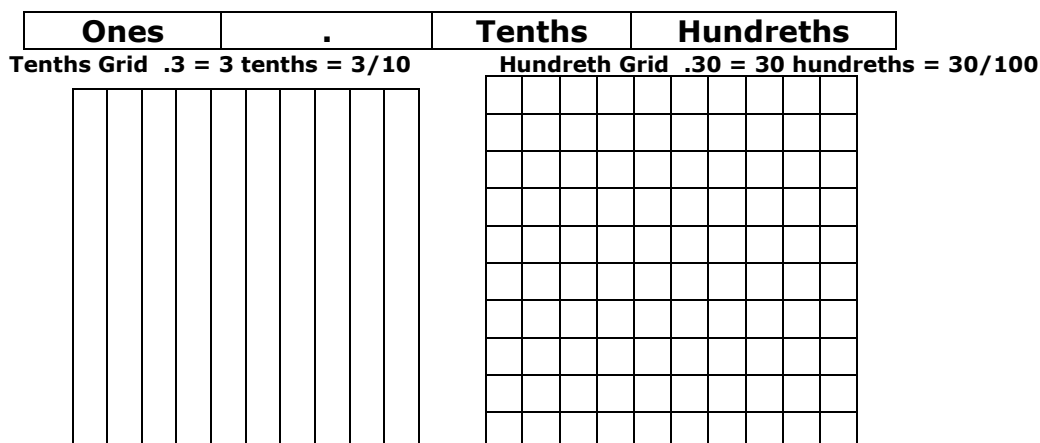 Ones . Tenths Hundreths
Tenths Grid .3 = 3 tenths = 3/10 Hundreth Grid .30 = 30 hundreths = 30/100